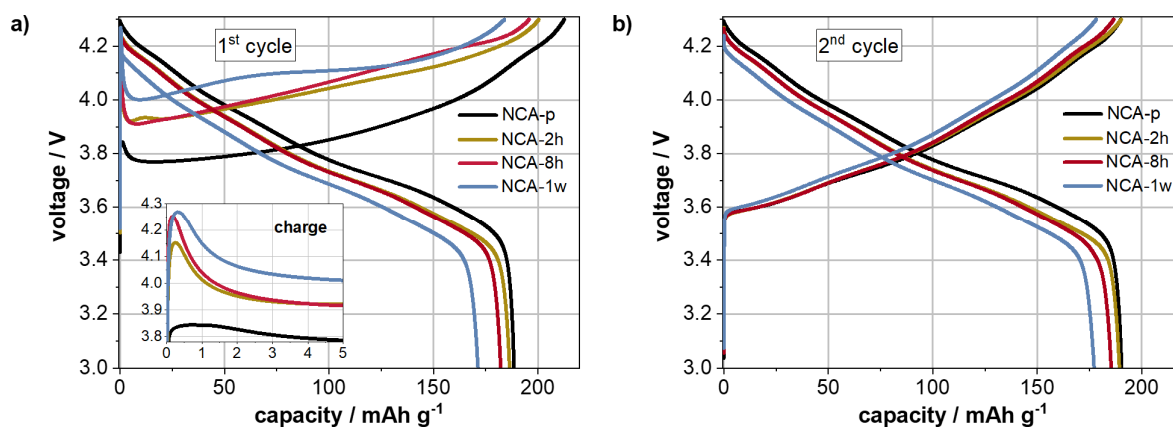 a)
1st cycle
NCA-p
NCA-2h
NCA-8h
NCA-1w
voltage / V
4.2
4.0
3.8
3.6
3.4
3.2
3.0
charge
4.3
4.2
4.1
4.0
3.9
3.8
0 1 2 3 4 5
0 50 100 150 200
capacity / mAh g-1
b)
2nd cycle
NCA-p
NCA-2h
NCA-8h
NCA-1w
voltage / V
4.2
4.0
3.8
3.6
3.4
3.2
3.0
0 50 100 150 200
capacity / mAh g-1